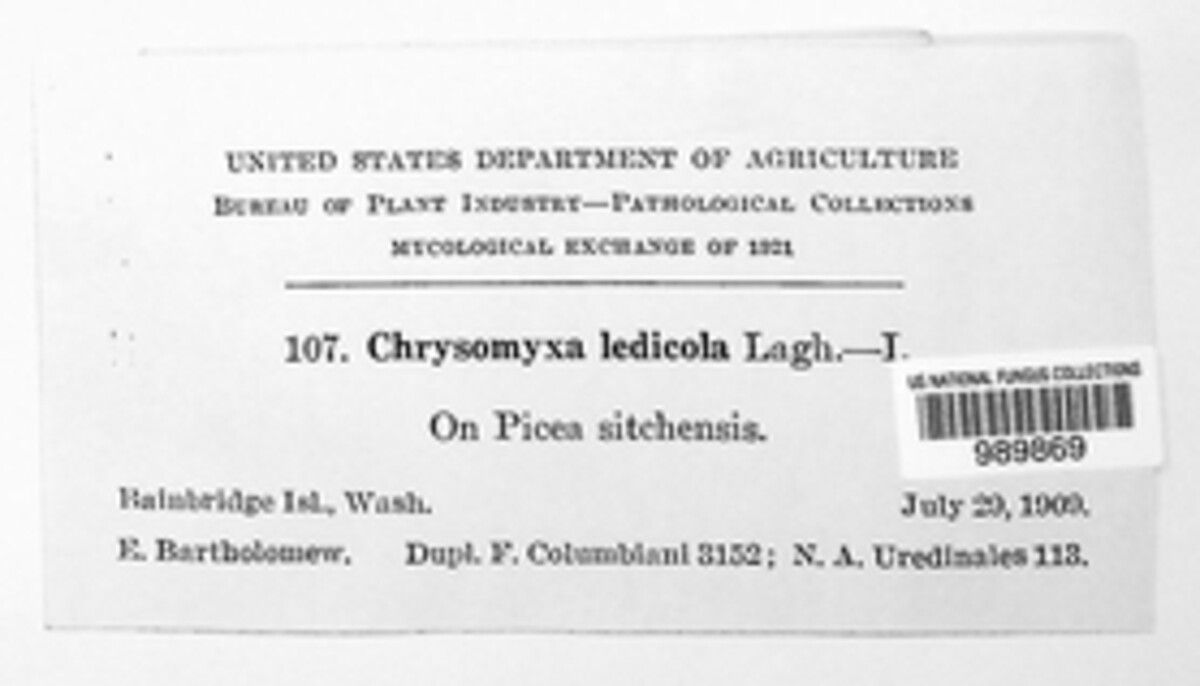 UNITED STATES DEPARTMENT OF AGRICULTURE
BUREAU OF PLANT INDUSTRY—PATHOLOGICAL COLLECTIONS
MYCOLOGICAL EXCHANGE OF 1921
107. Chrysomyxa ledicola Lagh.—I.
US NATIONAL FUNGUS COLLECTIONS
989869
On Picea sitchensis.
Bainbridge Isl., Wash. July 29, 1909.
E. Bartholomew. Dupl. F. Columbiani 3152; N. A. Uredinales 113.